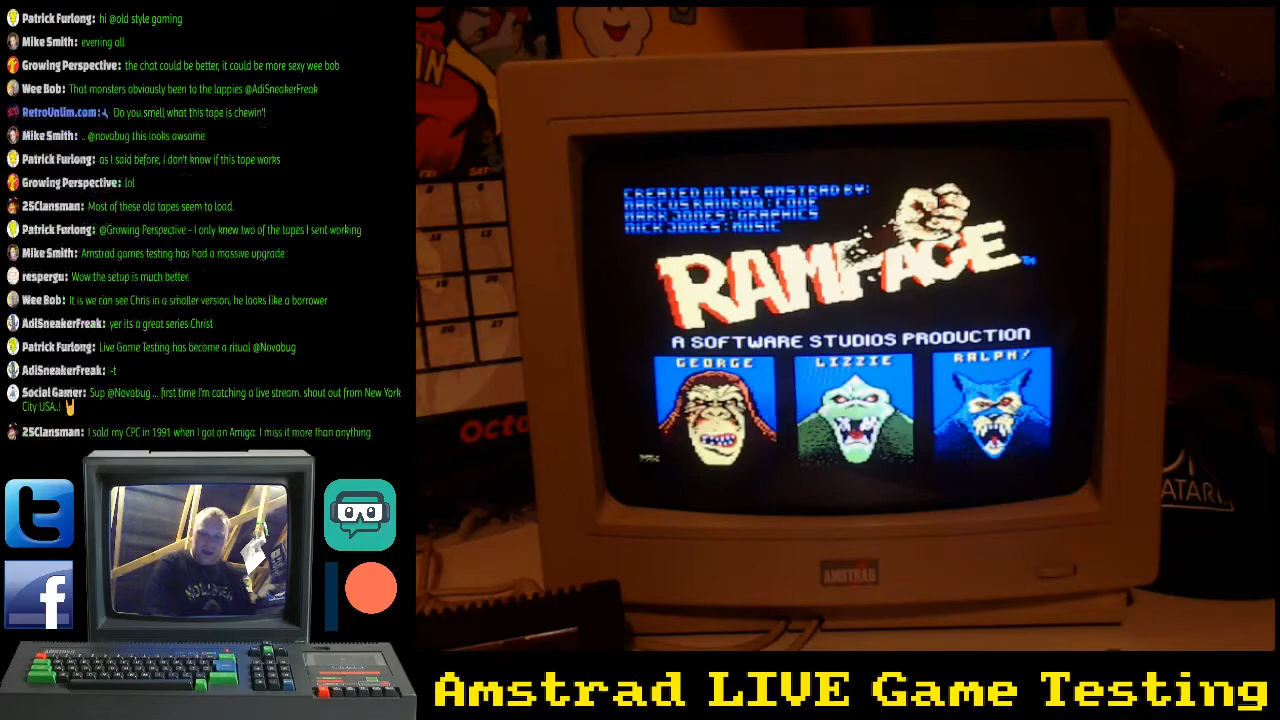 Patrick Furlong: hi @old style gaming
Mike Smith: evening all
Growing Perspective: the chat could be better, it could be more sexy wee bob
Wee Bob: That monsters obviously been to the lappies @AdiSneakerFreak
RetroUnlim.com: Do you smell what this tape is chewin'!
Mike Smith: .. @novabug this looks awsome
Patrick Furlong: as I said before, I don't know if this tape works
Growing Perspective: lol
25Clansman: Most of these old tapes seem to load.
Patrick Furlong: @Growing Perspective - I only knew two of the tapes I sent working
Mike Smith: Amstrad games testing has had a massive upgrade
respergu: Wow the setup is much better.
Wee Bob: It is we can see Chris in a smaller version, he looks like a borrower
AdiSneakerFreak: yer its a great series Christ
Patrick Furlong: Live Game Testing has become a ritual @Novabug
AdiSneakerFreak: -t
Social Gamer: Sup @Novabug ... first time I'm catching a live stream. shout out from New York
City USA..!
25Clansman: I sold my CPC in 1991 when I got an Amiga. I miss it more than anything
FRI
SAT
CREATED ON THE AMSTRAD BY:
MARCUS RAINBOW: CODE
MARK JONES: GRAPHICS
NICK JONES: MUSIC
RAMPAGE TM
A SOFTWARE STUDIOS PRODUCTION
GEORGE
LIZZIE
RALPH!
Octo
ATARI
AMSTRAD
HOLLISTER
AMSTRAD
Amstrad LIVE Game Testing